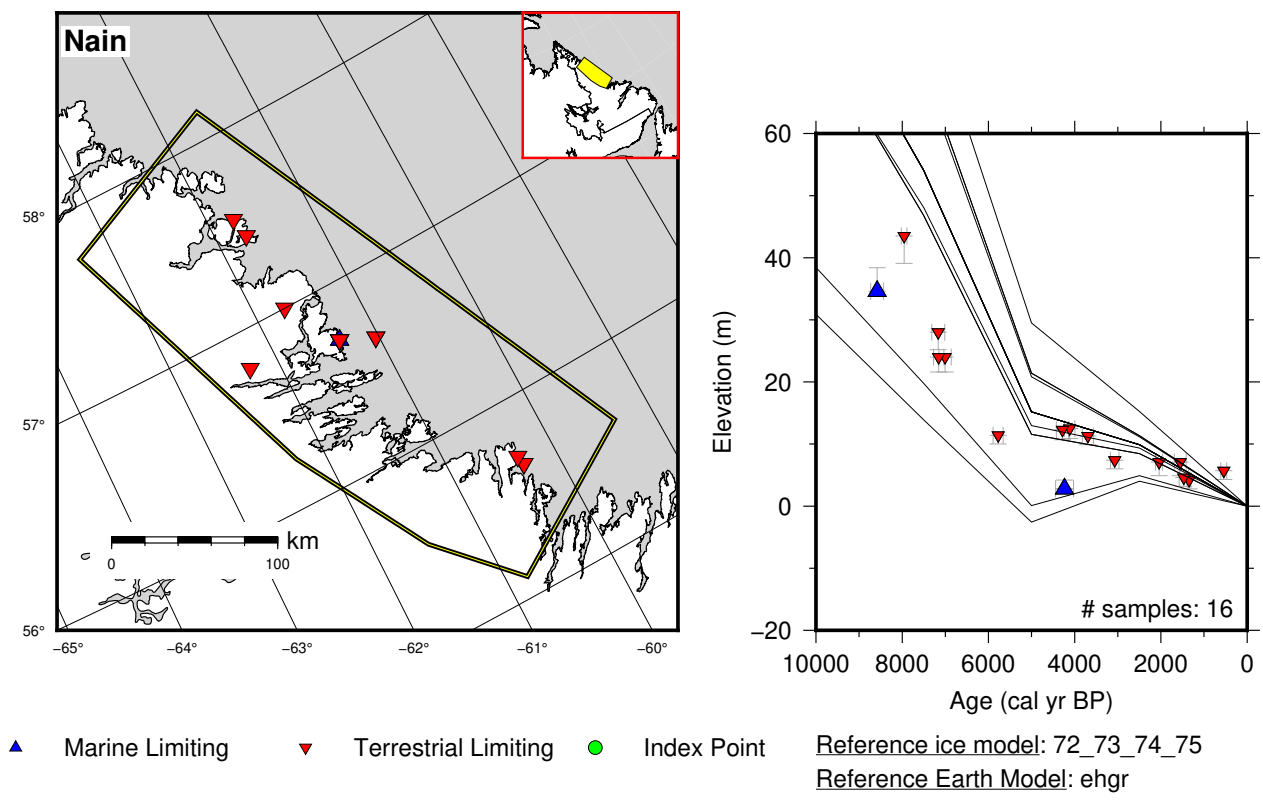 Nain
58°
57°
56°
−65°
−64°
−63°
−62°
−61°
−60°
km
0
100
60
40
20
0
−20
Elevation (m)
# samples: 16
10000
8000
6000
4000
2000
0
Age (cal yr BP)
Marine Limiting
Terrestrial Limiting
Index Point
Reference ice model: 72_73_74_75
Reference Earth Model: ehgr